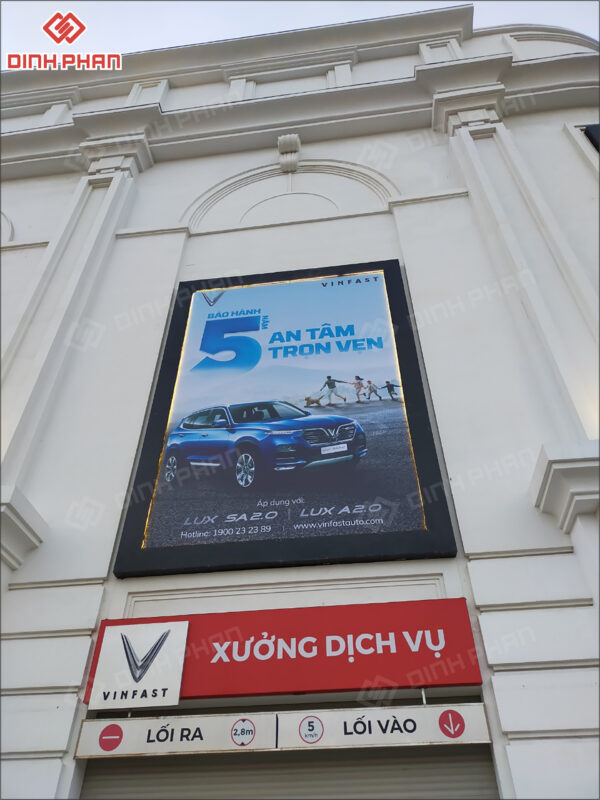 DINH PHAN
VINFAST
BẢO HÀNH
5 NĂM
AN TÂM
TRỌN VẸN
Áp dụng với:
LUX SA2.0 | LUX A2.0
Hotline: 1900 23 23 89 | www.vinfastauto.com
VINFAST
XƯỞNG DỊCH VỤ
LỐI RA 2,8m 5 km/h LỐI VÀO